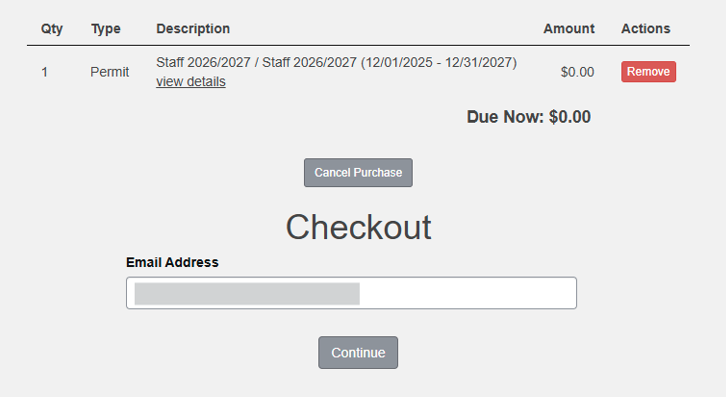 Qty Type Description Amount Actions
1 Permit Staff 2026/2027 / Staff 2026/2027 (12/01/2025 - 12/31/2027) $0.00 Remove
view details
Due Now: $0.00
Cancel Purchase
Checkout
Email Address
Continue